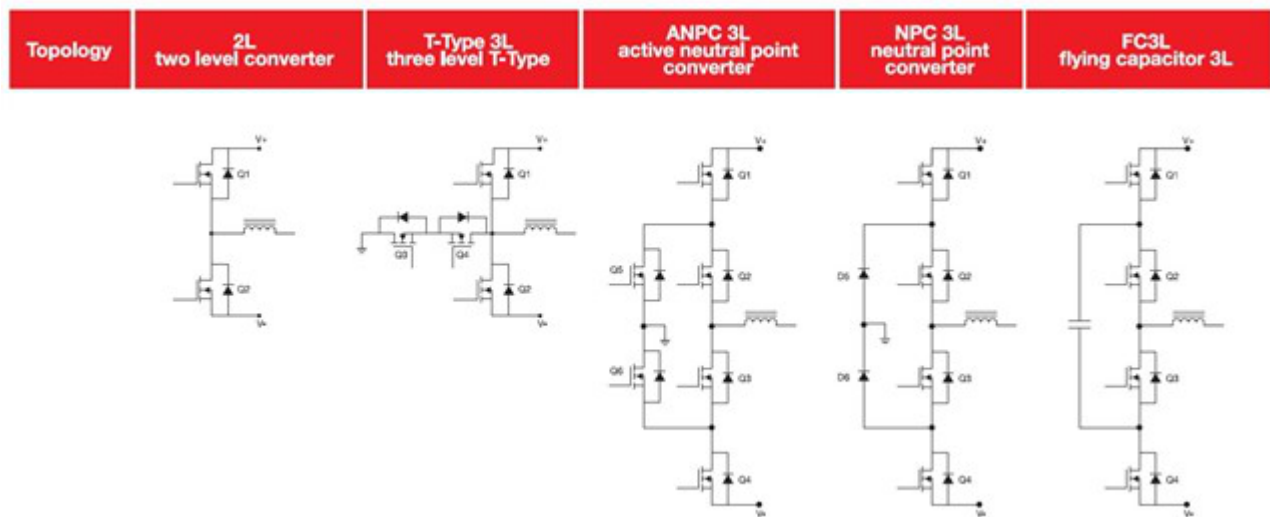 Topology
2L
two level converter
T-Type 3L
three level T-Type
ANPC 3L
active neutral point
converter
NPC 3L
neutral point
converter
FC3L
flying capacitor 3L
V+
Q1
Q2
V+
V+
Q1
Q3
Q4
Q2
V+
V+
Q1
Q5
Q2
Q6
Q3
Q4
V+
V+
Q1
D5
Q2
D6
Q3
Q4
V+
V+
Q1
Q2
Q3
Q4
V+